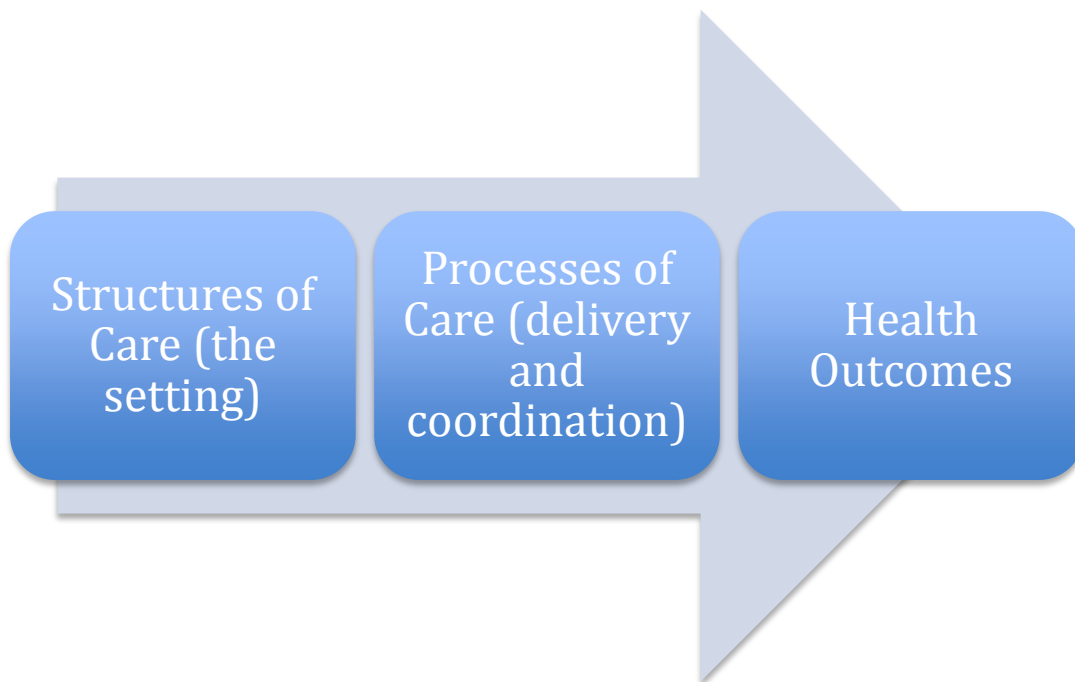 Structures of
Care (the
setting)
Processes of
Care (delivery
and
coordination)
Health
Outcomes